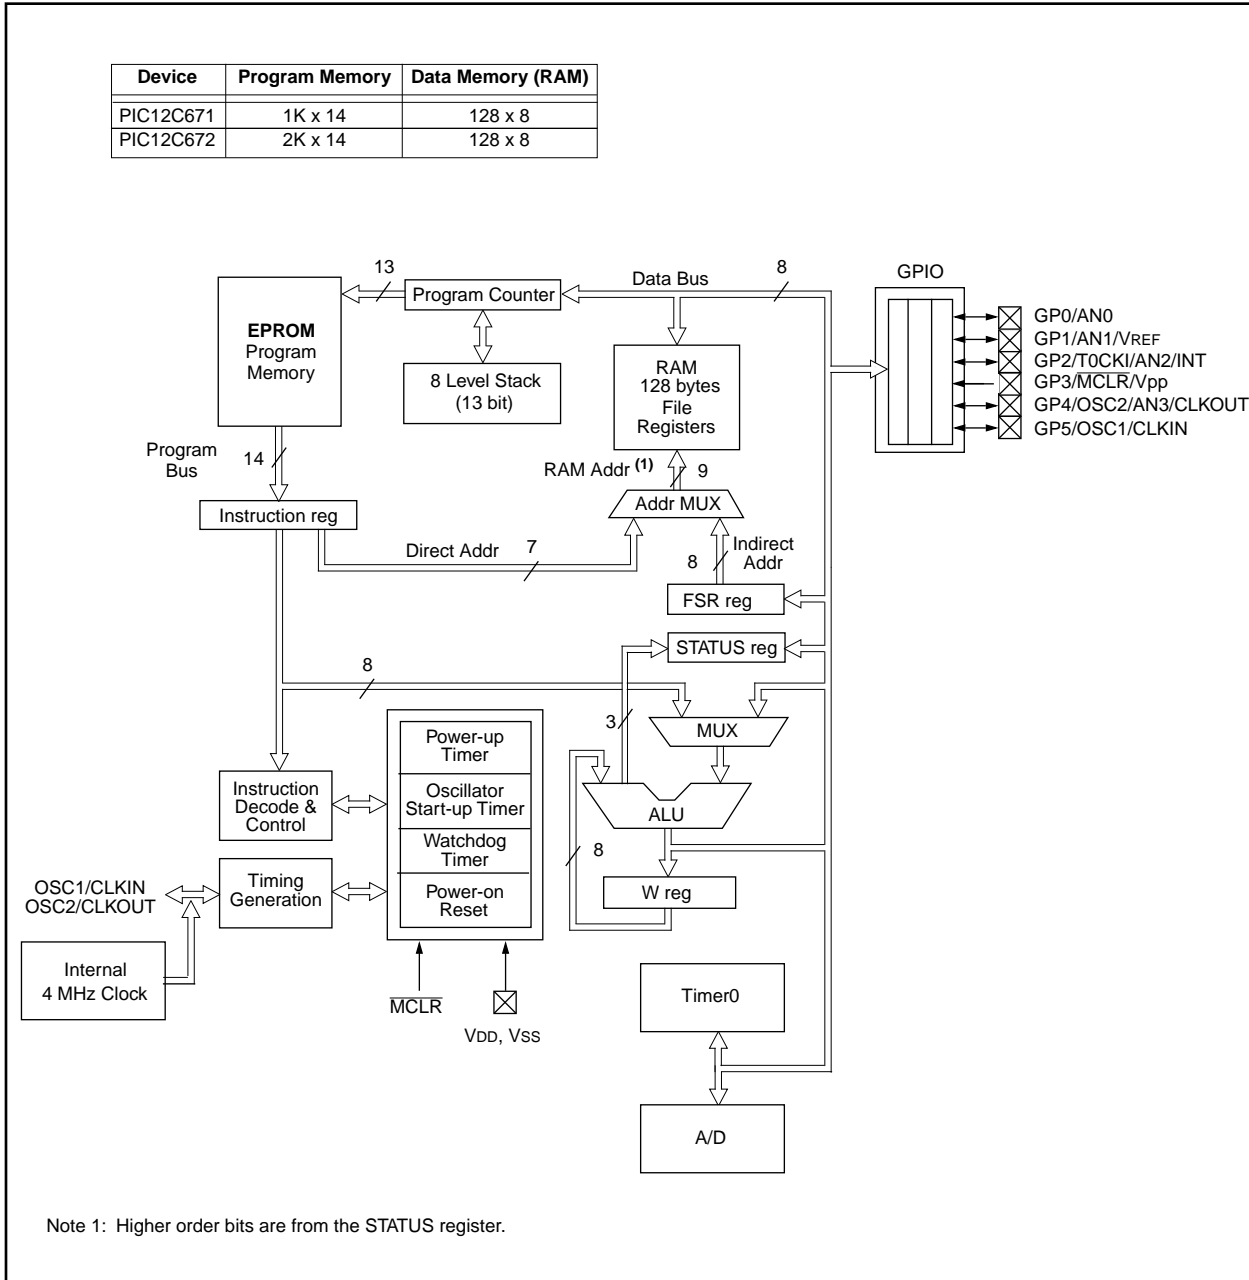 Device Program Memory Data Memory (RAM)
PIC12C671 1K x 14 128 x 8
PIC12C672 2K x 14 128 x 8
13
Data Bus
8
GPIO
Program Counter
EPROM
Program
Memory
8 Level Stack
(13 bit)
RAM
128 bytes
File
Registers
GP0/AN0
GP1/AN1/VREF
GP2/T0CKI/AN2/INT
GP3/MCLR/Vpp
GP4/OSC2/AN3/CLKOUT
GP5/OSC1/CLKIN
Program
Bus
14
RAM Addr (1)
9
Addr MUX
Instruction reg
Direct Addr
7
8
Indirect
Addr
FSR reg
STATUS reg
8
3
MUX
Power-up
Timer
Oscillator
Start-up Timer
Watchdog
Timer
Power-on
Reset
Instruction
Decode &
Control
ALU
8
W reg
OSC1/CLKIN
OSC2/CLKOUT
Timing
Generation
Internal
4 MHz Clock
MCLR
VDD, VSS
Timer0
A/D
Note 1: Higher order bits are from the STATUS register.